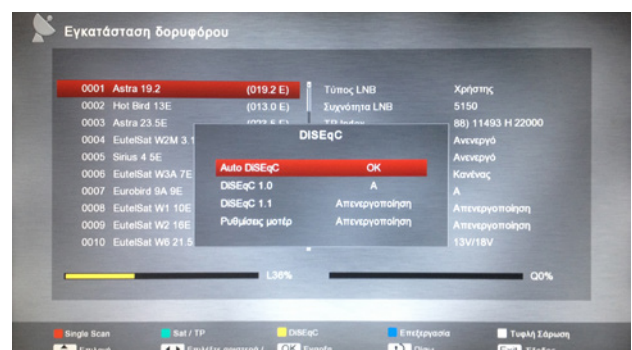 Εγκατάσταση δορυφόρου
0001 Astra 19.2 (019.2 E) Τύπος LNB Χρήστης
0002 Hot Bird 13E (013.0 E) Συχνότητα LNB 5150
0003 Astra 23.5E (023.5 E) TP Index 88) 11493 H 22000
0004 EutelSat W2M 3.1 Ανενεργό
0005 Sirius 4 5E Ανενεργό
0006 EutelSat W3A 7E Κανένας
0007 Eurobird 9A 9E A
0008 EutelSat W1 10E Απενεργοποίηση
0009 EutelSat W2 16E Απενεργοποίηση
0010 EutelSat W6 21.5 13V/18V
DISEqC
Auto DiSEqC OK
DiSEqC 1.0 A
DiSEqC 1.1 Απενεργοποίηση
Ρυθμίσεις μοτέρ Απενεργοποίηση
L36% Q0%
Single Scan Sat / TP DiSEqC Επεξεργασία Τυφλή Σάρωση
OK